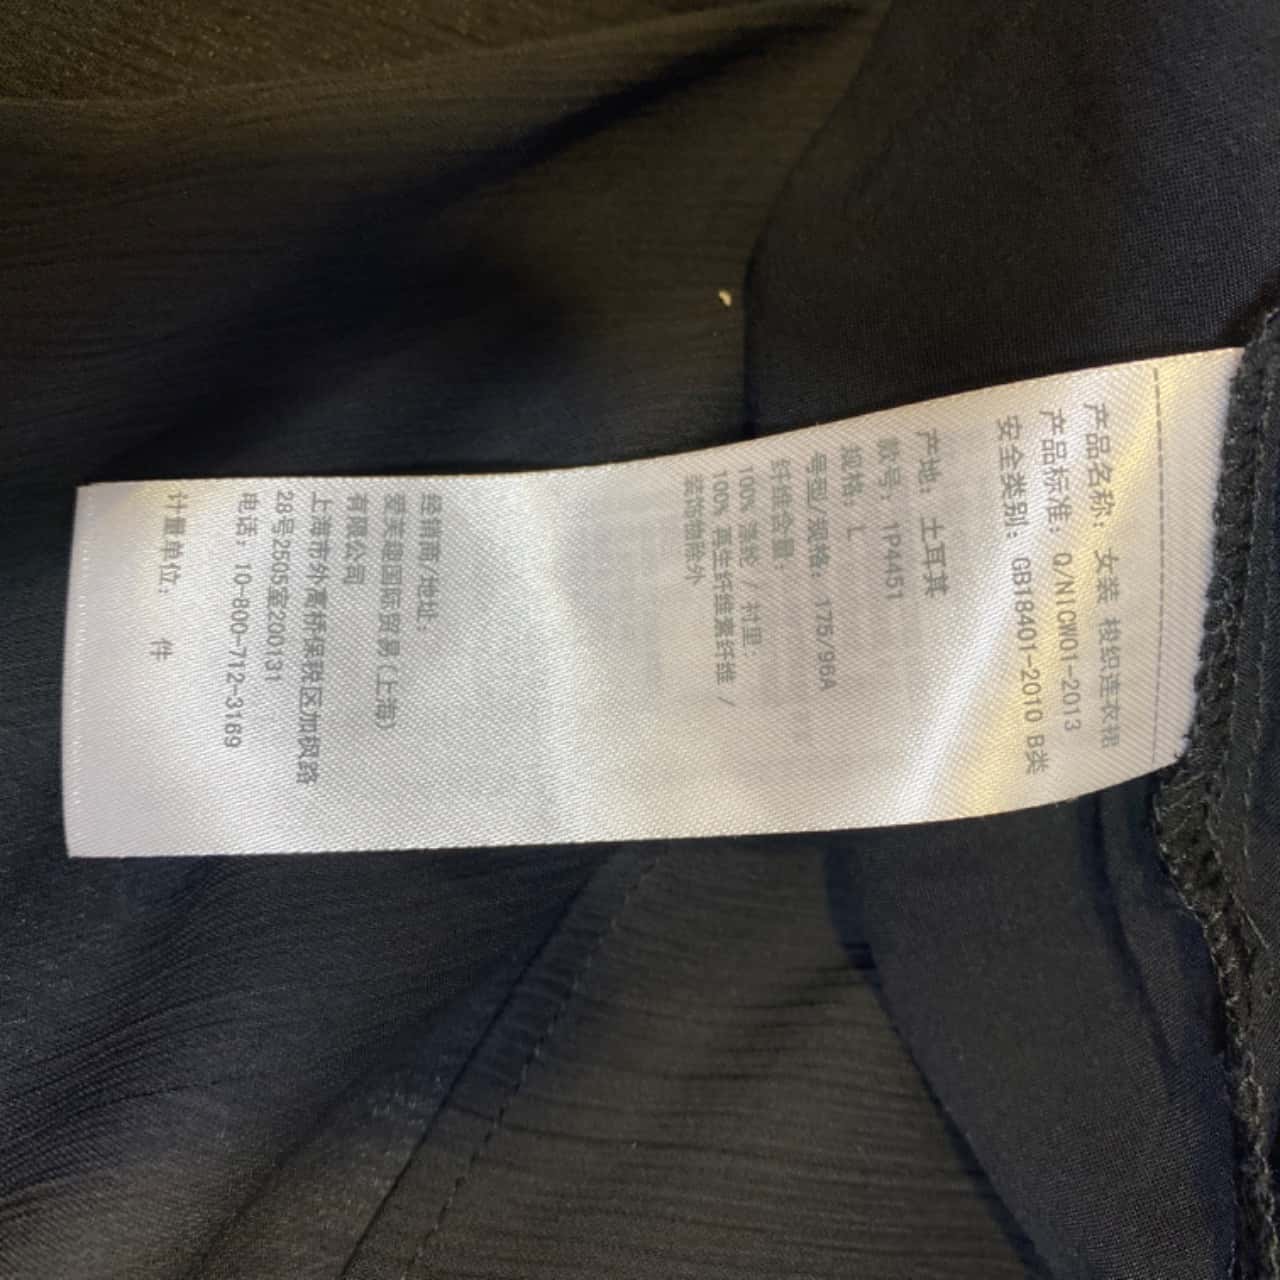 产品名称: 女装 梭织连衣裙
产品标准: Q/NICW01-2013
安全类别: GB18401-2010 B类
产地: 土耳其
款号: 1P4451
规格: L
号型/规格: 175/96A
纤维含量:
100% 涤纶 / 衬里:
100% 再生纤维素纤维 /
装饰物除外
经销商/地址:
爱芙建国际贸易(上海)
有限公司
上海市外高桥保税区加枫路
28号2505室200131
电话: 10-800-712-3169
计量单位: 件